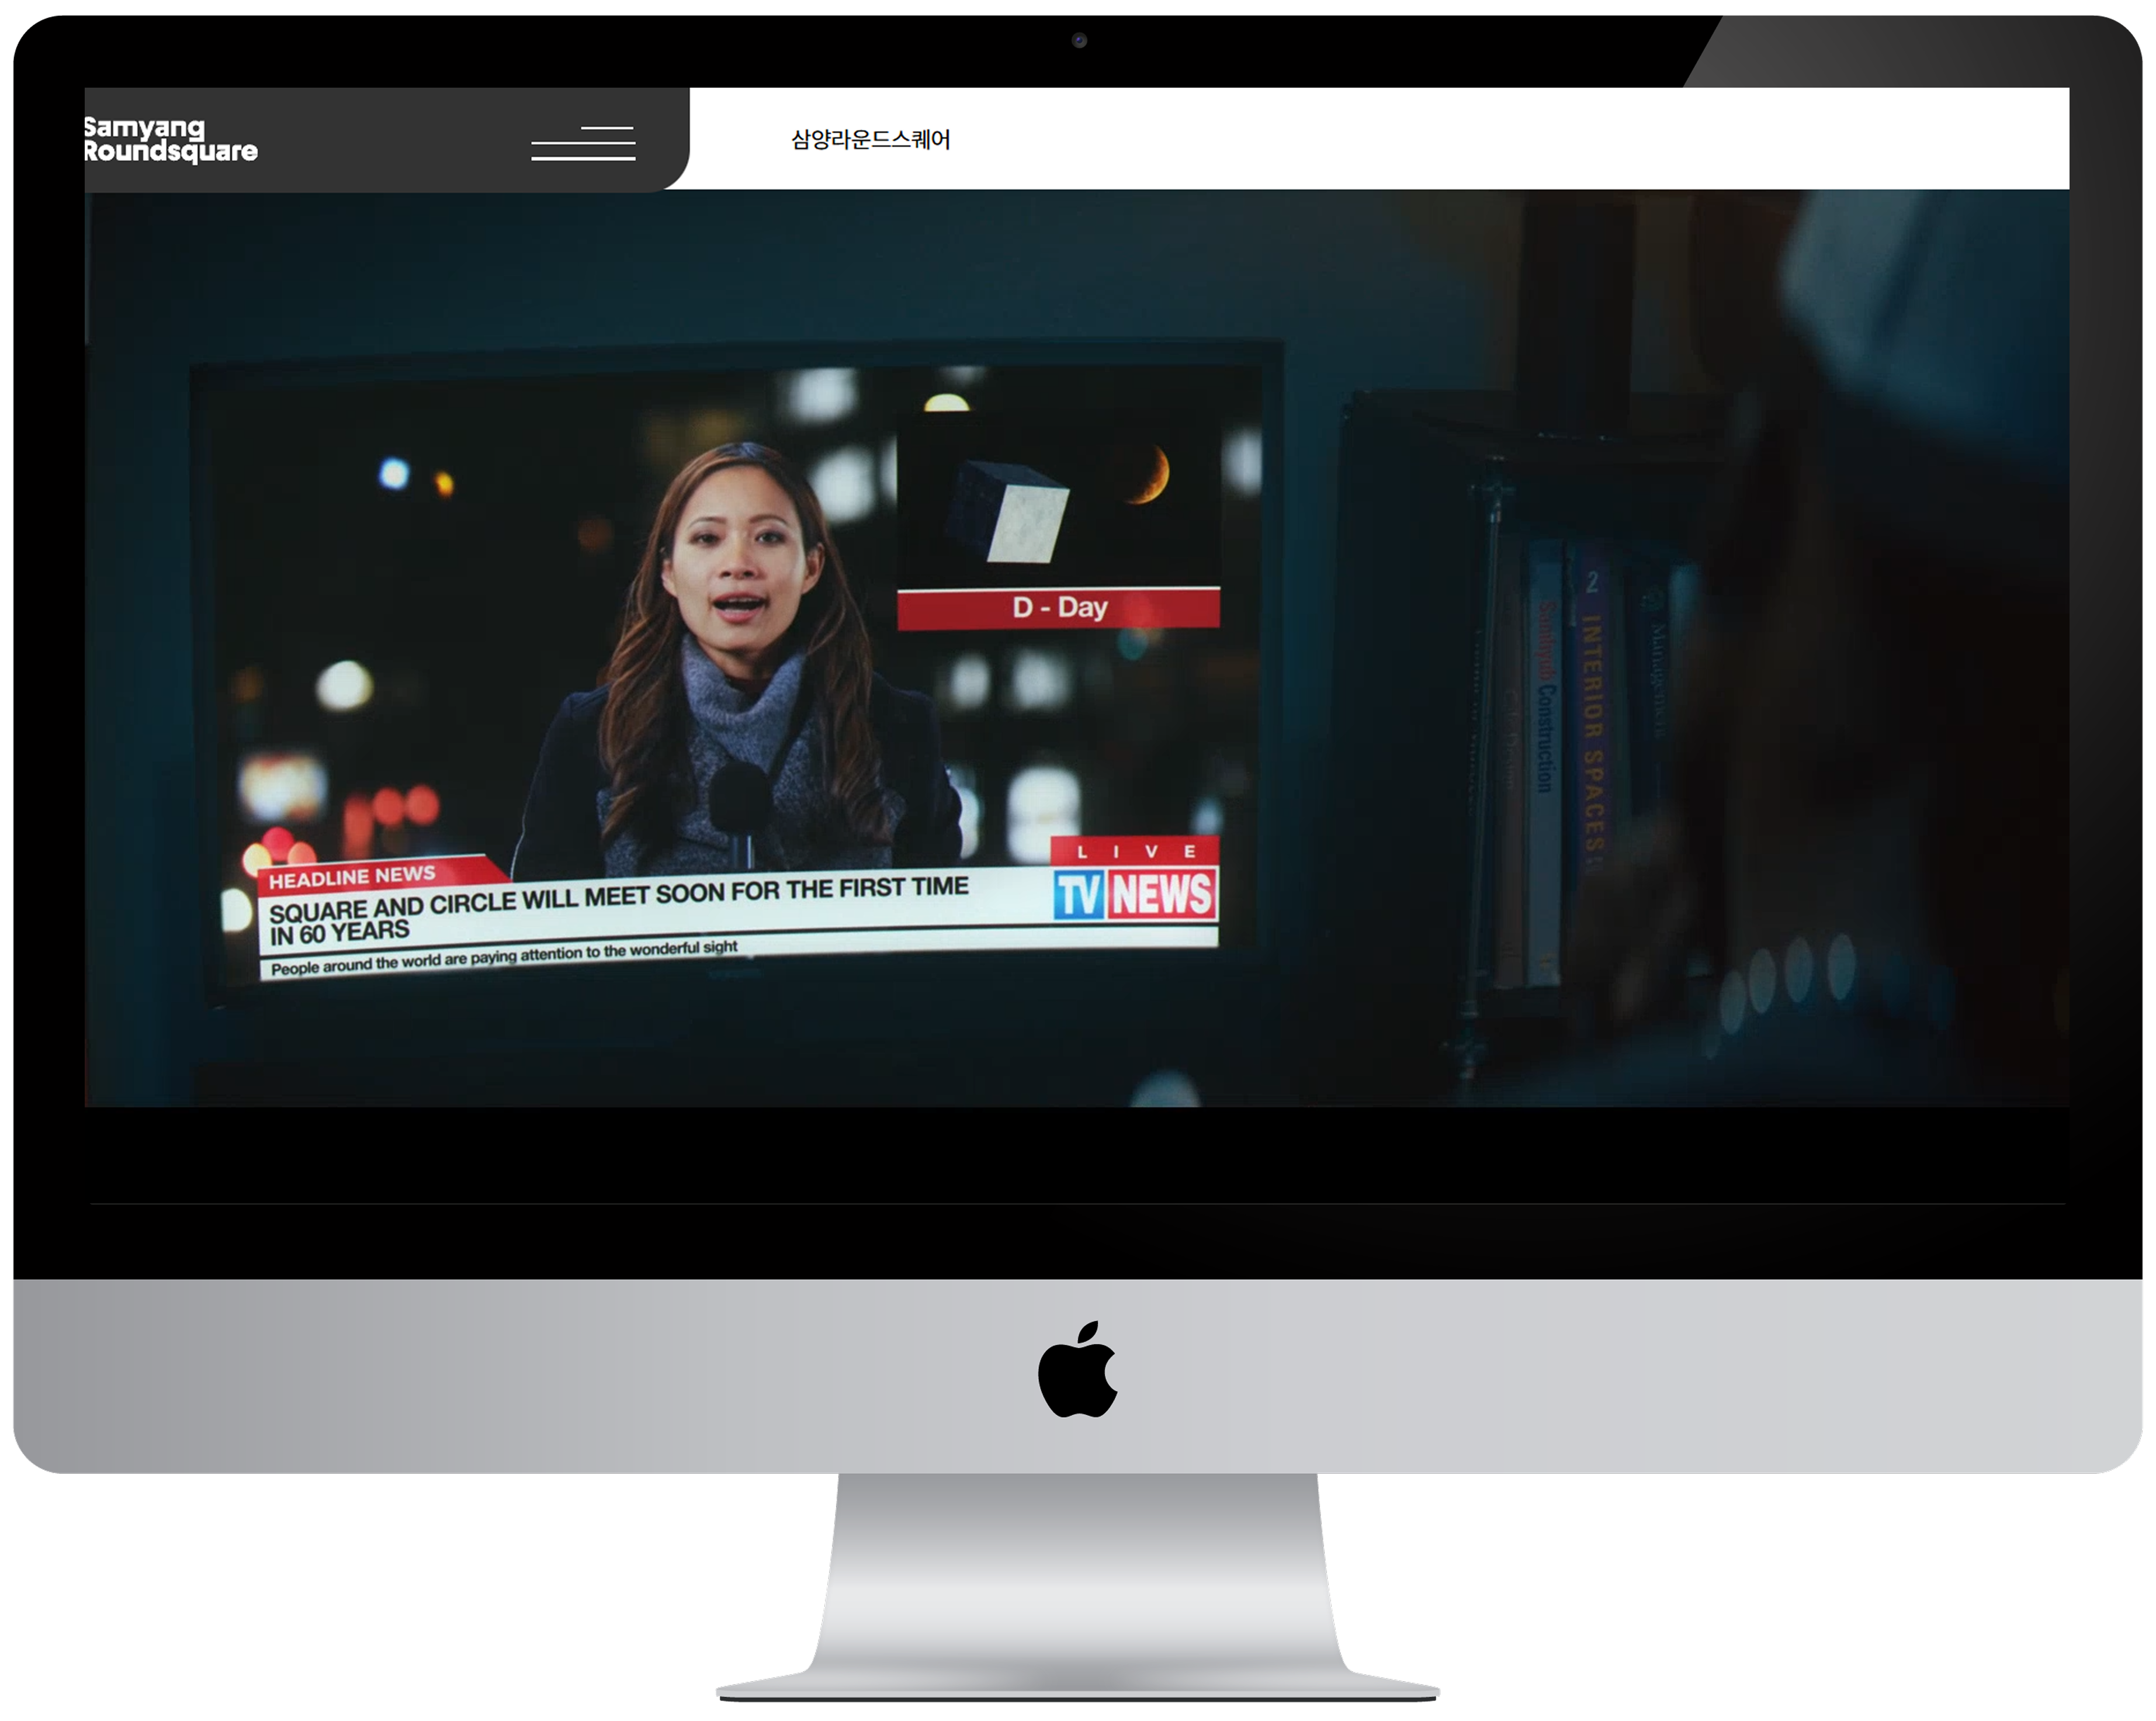 Samyang
Roundsquare
삼양라운드스퀘어
D - Day
2
INTERIOR SPACES
Construction
LIVE
TV NEWS
HEADLINE NEWS
SQUARE AND CIRCLE WILL MEET SOON FOR THE FIRST TIME
IN 60 YEARS
People around the world are paying attention to the wonderful sight